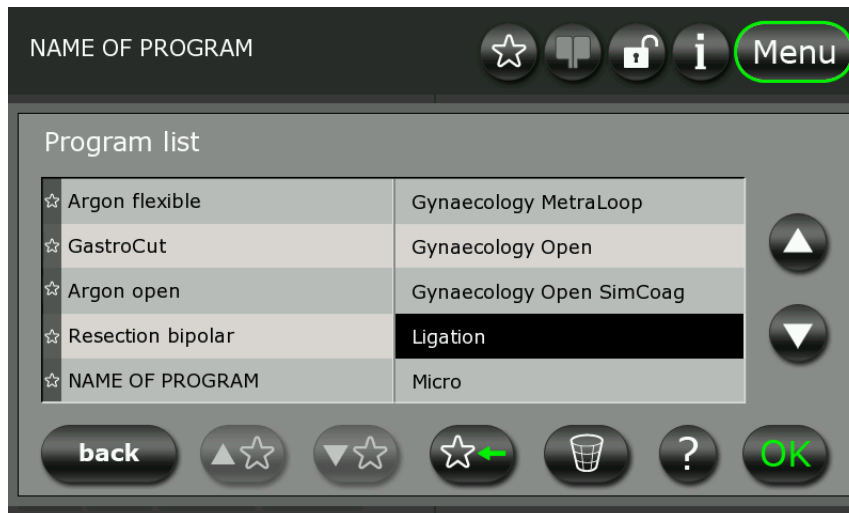 NAME OF PROGRAM
i
Menu
Program list
Argon flexible
GastroCut
Argon open
Resection bipolar
NAME OF PROGRAM
Gynaecology MetraLoop
Gynaecology Open
Gynaecology Open SimCoag
Ligation
Micro
back
?
OK